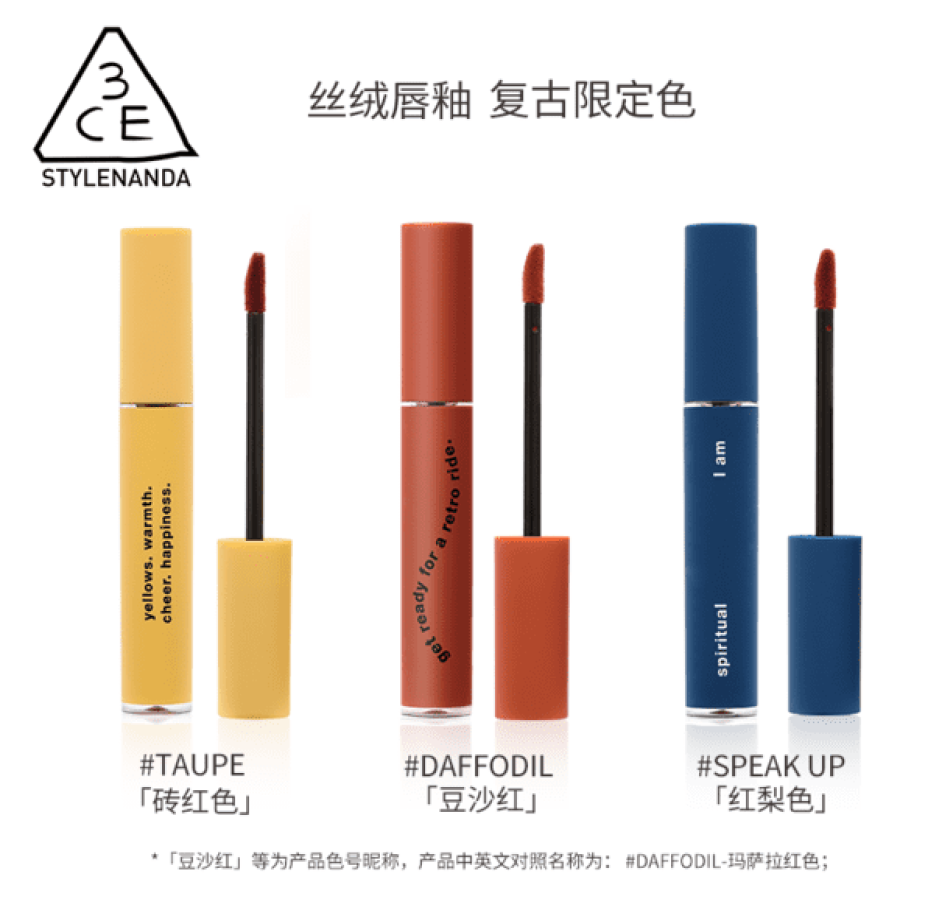 3
CE
STYLENANDA
丝绒唇釉 复古限定色
yellows. warmth.
cheer. happiness.
get ready for a retro ride.
I am
spiritual
#TAUPE
「砖红色」
#DAFFODIL
「豆沙红」
#SPEAK UP
「红梨色」
*「豆沙红」等为产品色号昵称，产品中英文对照名称为： #DAFFODIL-玛萨拉红色；